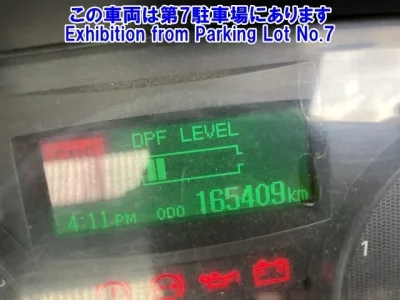 この車両は第7駐車場にあります
Exhibition from Parking Lot No.7
DPF LEVEL
4:11 PM ODO 165409 km
1